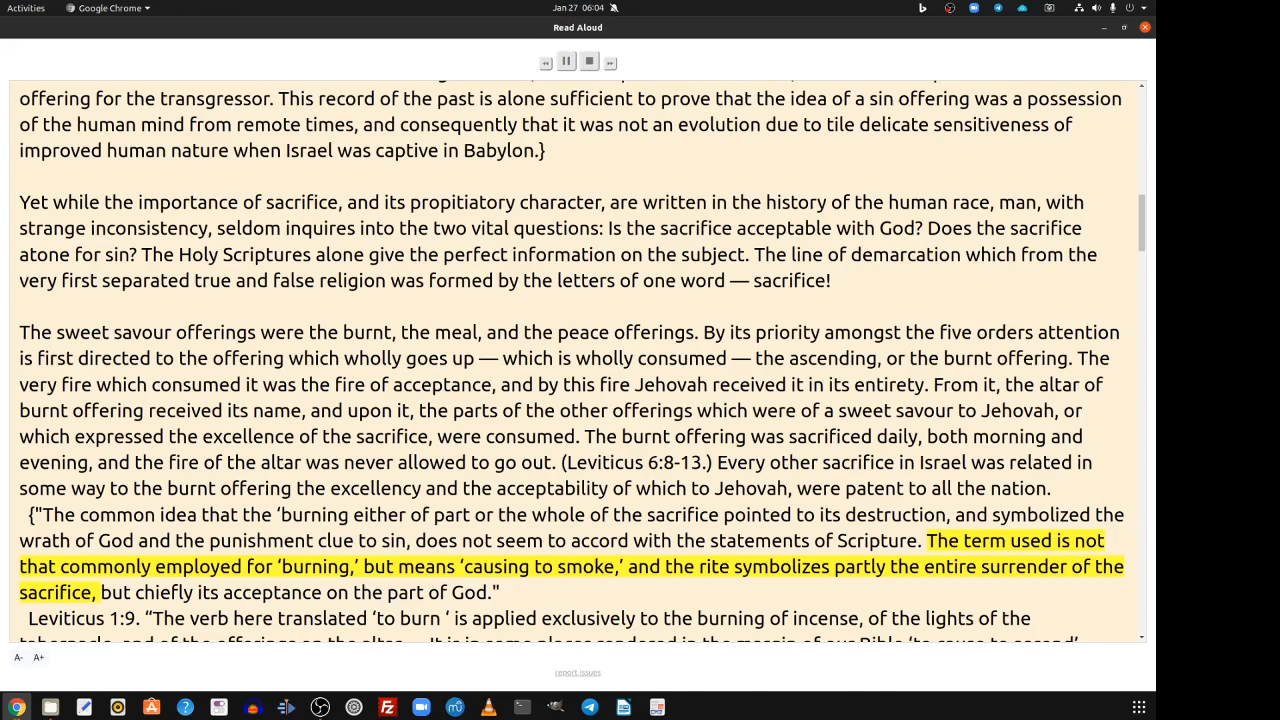 Activities
Google Chrome
Jan 27 06:04
Read Aloud
offering for the transgressor. This record of the past is alone sufficient to prove that the idea of a sin offering was a possession
of the human mind from remote times, and consequently that it was not an evolution due to tile delicate sensitiveness of
improved human nature when Israel was captive in Babylon.}
Yet while the importance of sacrifice, and its propitiatory character, are written in the history of the human race, man, with
strange inconsistency, seldom inquires into the two vital questions: Is the sacrifice acceptable with God? Does the sacrifice
atone for sin? The Holy Scriptures alone give the perfect information on the subject. The line of demarcation which from the
very first separated true and false religion was formed by the letters of one word — sacrifice!
The sweet savour offerings were the burnt, the meal, and the peace offerings. By its priority amongst the five orders attention
is first directed to the offering which wholly goes up — which is wholly consumed — the ascending, or the burnt offering. The
very fire which consumed it was the fire of acceptance, and by this fire Jehovah received it in its entirety. From it, the altar of
burnt offering received its name, and upon it, the parts of the other offerings which were of a sweet savour to Jehovah, or
which expressed the excellence of the sacrifice, were consumed. The burnt offering was sacrificed daily, both morning and
evening, and the fire of the altar was never allowed to go out. (Leviticus 6:8-13.) Every other sacrifice in Israel was related in
some way to the burnt offering the excellency and the acceptability of which to Jehovah, were patent to all the nation.
{"The common idea that the ‘burning either of part or the whole of the sacrifice pointed to its destruction, and symbolized the
wrath of God and the punishment clue to sin, does not seem to accord with the statements of Scripture. The term used is not
that commonly employed for ‘burning,’ but means ‘causing to smoke,’ and the rite symbolizes partly the entire surrender of the
sacrifice, but chiefly its acceptance on the part of God."
Leviticus 1:9. “The verb here translated ‘to burn ‘ is applied exclusively to the burning of incense, of the lights of the
A-
A+
report issues